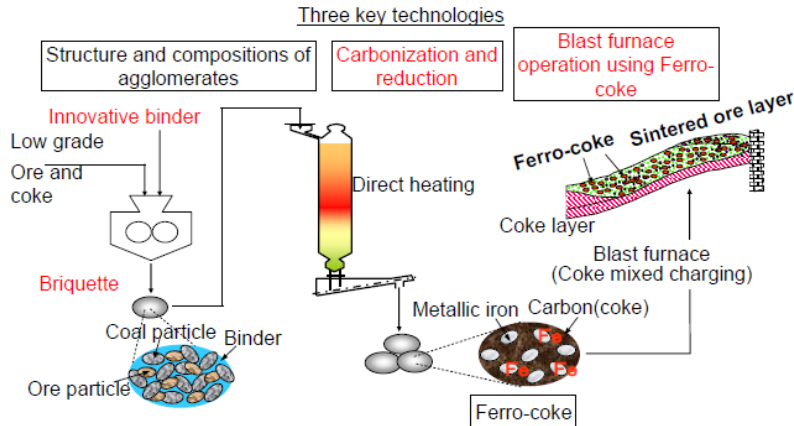 Three key technologies
Structure and compositions of
agglomerates
Carbonization and
reduction
Blast furnace
operation using Ferro-
coke
Innovative binder
Low grade
Ore and
coke
Briquette
Coal particle
Binder
Ore particle
Direct heating
Metallic iron
Carbon(coke)
Fe
Fe
Fe
Ferro-coke
Ferro-coke
Sintered ore layer
Coke layer
Blast furnace
(Coke mixed charging)